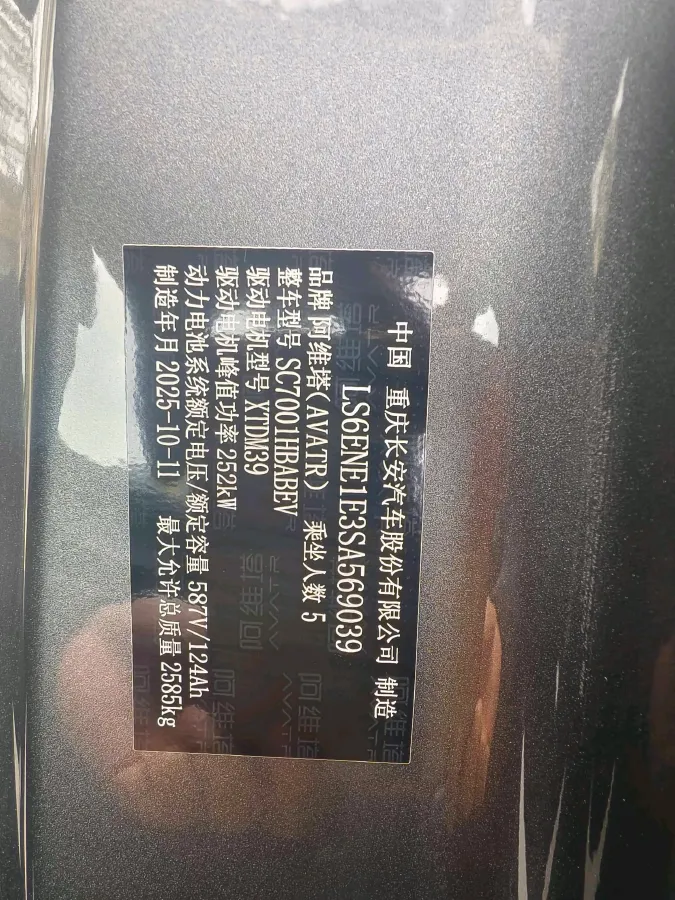 中国 重庆长安汽车股份有限公司 制造
LS6ENE1E3SA569039
品牌 阿维塔(AVATR) 乘坐人数 5
整车型号 SC7001HBABEV
驱动电机型号 XTDM39
驱动电机峰值功率 252kW
动力电池系统额定电压/额定容量 587V/124Ah
制造年月 2025-10-11 最大允许总质量 2585kg